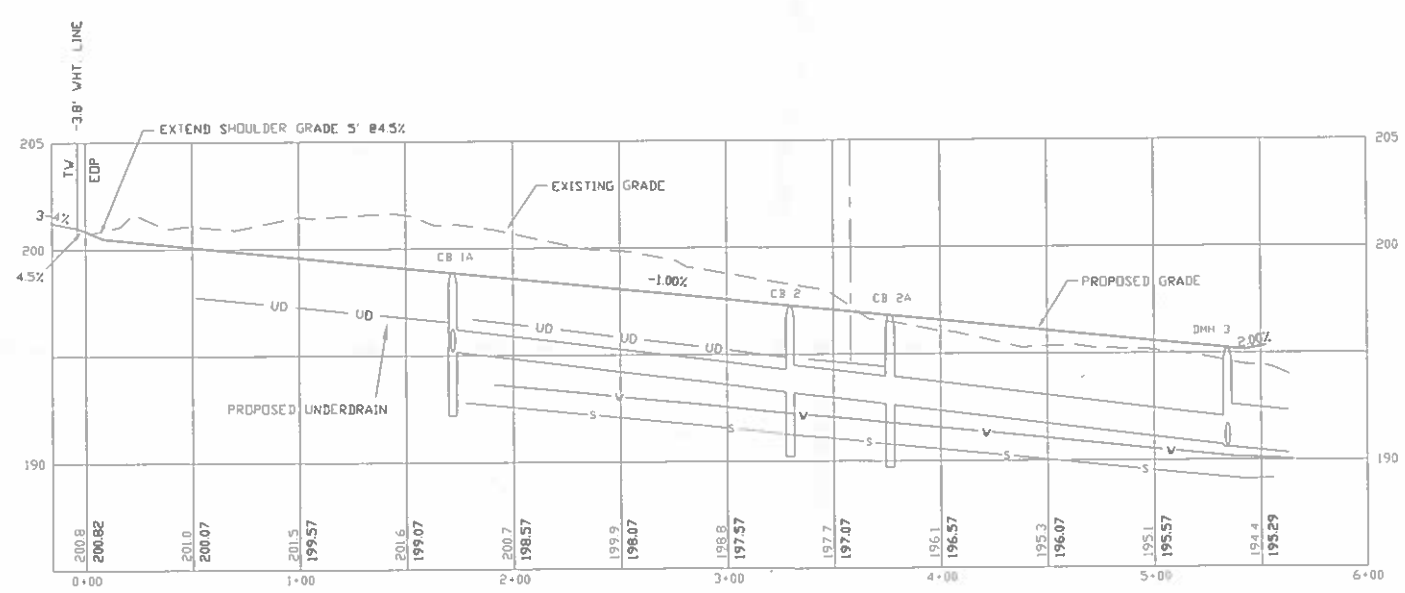 -3.8' WHT. LINE
EXTEND SHOULDER GRADE 5' @4.5%
205
205
TW
EOP
EXISTING GRADE
3-4%
200
200
4.5%
CB 1A
-1.00%
PROPOSED GRADE
CB 2
CB 2A
DMH 3
2.00%
UD
UD
UD
UD
UD
PROPOSED UNDERDRAIN
W
W
W
W
S
S
S
S
S
S
190
190
200.8
200.82
201.0
200.07
201.5
199.57
201.6
199.07
200.7
198.57
199.9
198.07
198.8
197.57
197.7
197.07
196.1
196.57
195.3
196.07
195.1
195.57
194.4
195.29
0+00
1+00
2+00
3+00
4+00
5+00
6+00